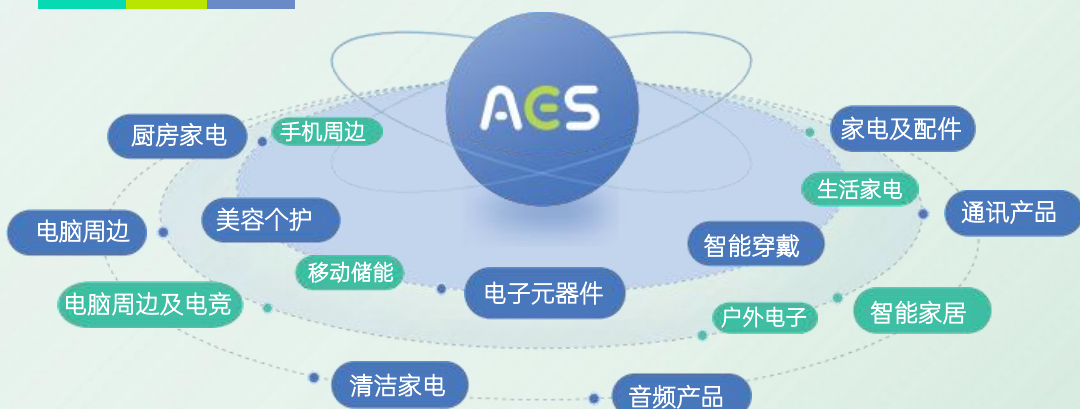 AES
厨房家电
手机周边
家电及配件
生活家电
美容个护
电脑周边
通讯产品
智能穿戴
移动储能
电子元器件
电脑周边及电竞
户外电子
智能家居
清洁家电
音频产品